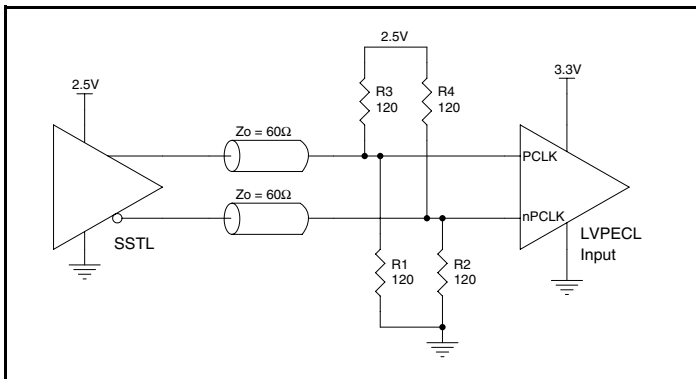 2.5V
2.5V
3.3V
R3
120
R4
120
Zo = 60Ω
PCLK
Zo = 60Ω
nPCLK
SSTL
LVPECL
Input
R1
120
R2
120